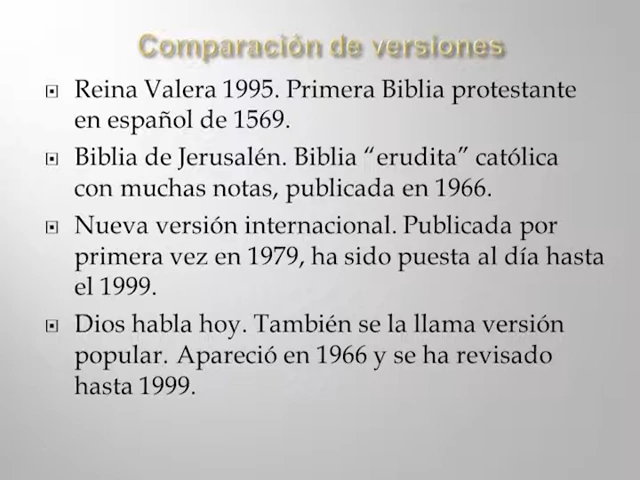 Comparación de versiones
Reina Valera 1995. Primera Biblia protestante
en español de 1569.
Biblia de Jerusalén. Biblia “erudita” católica
con muchas notas, publicada en 1966.
Nueva versión internacional. Publicada por
primera vez en 1979, ha sido puesta al día hasta
el 1999.
Dios habla hoy. También se la llama versión
popular. Apareció en 1966 y se ha revisado
hasta 1999.